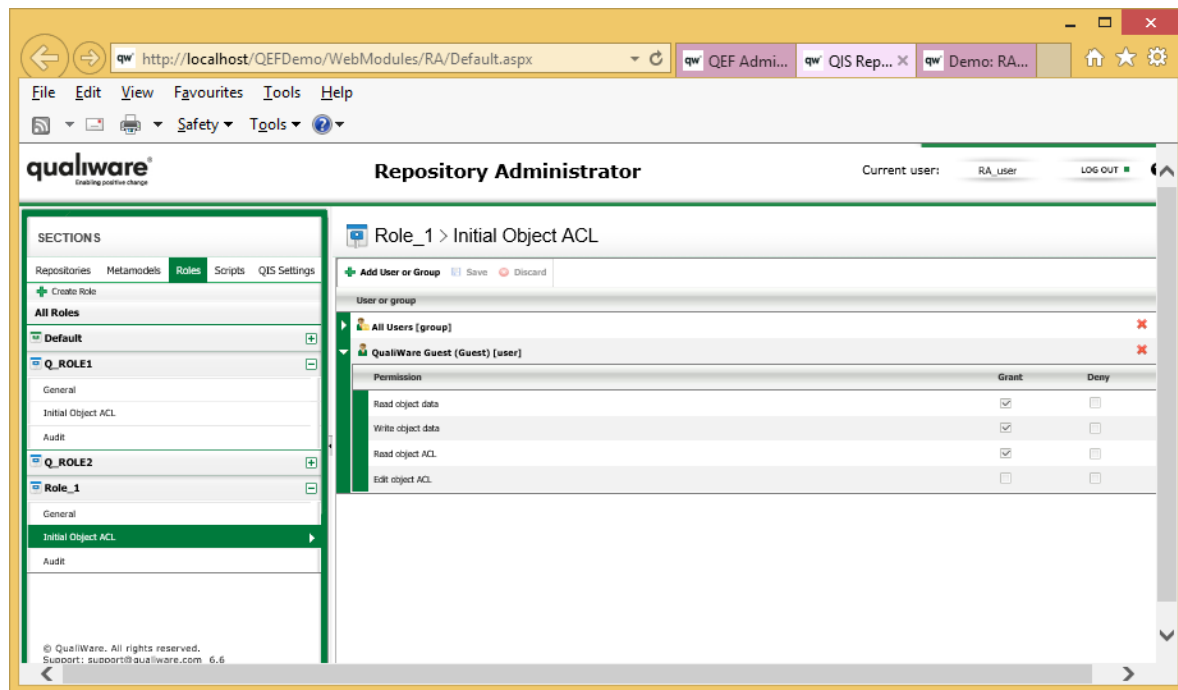 http://localhost/QEFDemo/WebModules/RA/Default.aspx
QEF Admi...
QIS Rep...
Demo: RA...
File Edit View Favourites Tools Help
Safety Tools
qualiware
Enabling positive change
Repository Administrator
Current user: RA_user LOG OUT
SECTIONS
Repositories Metamodels Roles Scripts QIS Settings
Create Role
All Roles
Default
Q_ROLE1
General
Initial Object ACL
Audit
Q_ROLE2
Role_1
General
Initial Object ACL
Audit
© QualiWare. All rights reserved.
Support: support@qualiware.com 6.6
Role_1 > Initial Object ACL
Add User or Group Save Discard
User or group
All Users [group]
QualiWare Guest (Guest) [user]
Permission Grant Deny
Read object data
Write object data
Read object ACL
Edit object ACL